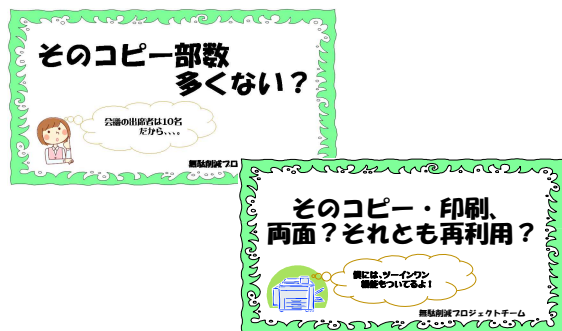 そのコピー部数
多くない？
会議の出席者は10名
だから、、、。
無駄削減プロ
そのコピー・印刷、
両面？それとも再利用？
僕には、ツーインワン
機能もついてるよ！
無駄削減プロジェクトチーム